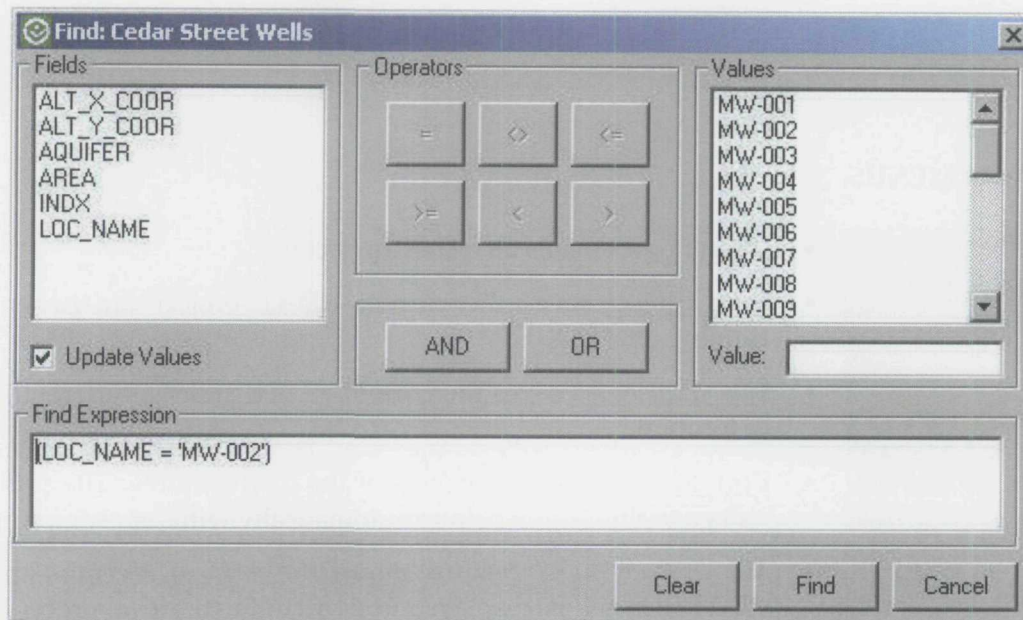 Find: Cedar Street Wells
Fields
ALT_X_COOR
ALT_Y_COOR
AQUIFER
AREA
INDX
LOC_NAME
Update Values
Operators
= <> <=
>= < >
AND OR
Values
MW-001
MW-002
MW-003
MW-004
MW-005
MW-006
MW-007
MW-008
MW-009
Value:
Find Expression
(LOC_NAME = 'MW-002')
Clear Find Cancel